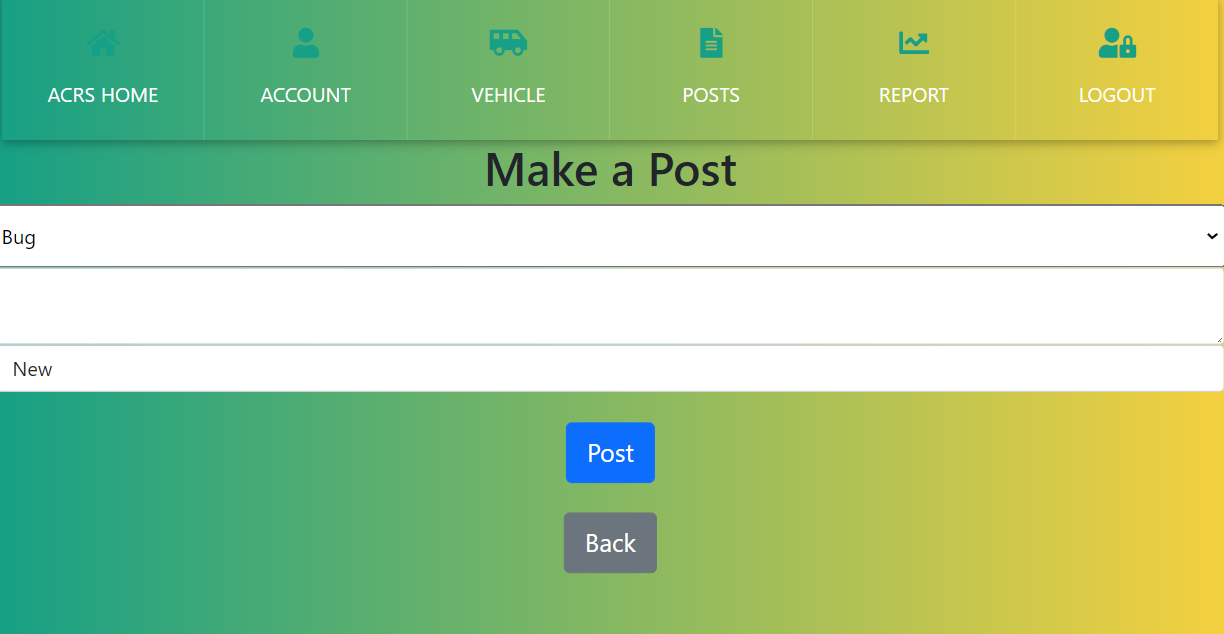 ACRS HOME ACCOUNT VEHICLE POSTS REPORT LOGOUT
Make a Post
Bug
New
Post
Back